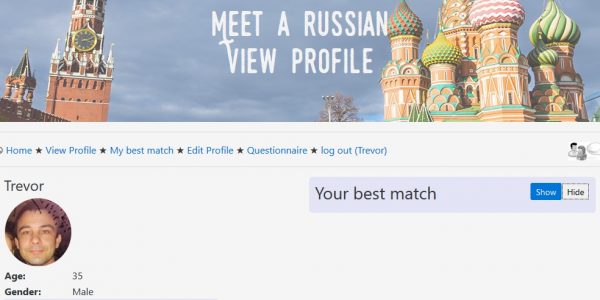 MEET A RUSSIAN
VIEW PROFILE
Home ★ View Profile ★ My best match ★ Edit Profile ★ Questionnaire ★ log out (Trevor)
Trevor
Your best match
Show
Hide
Age: 35
Gender: Male